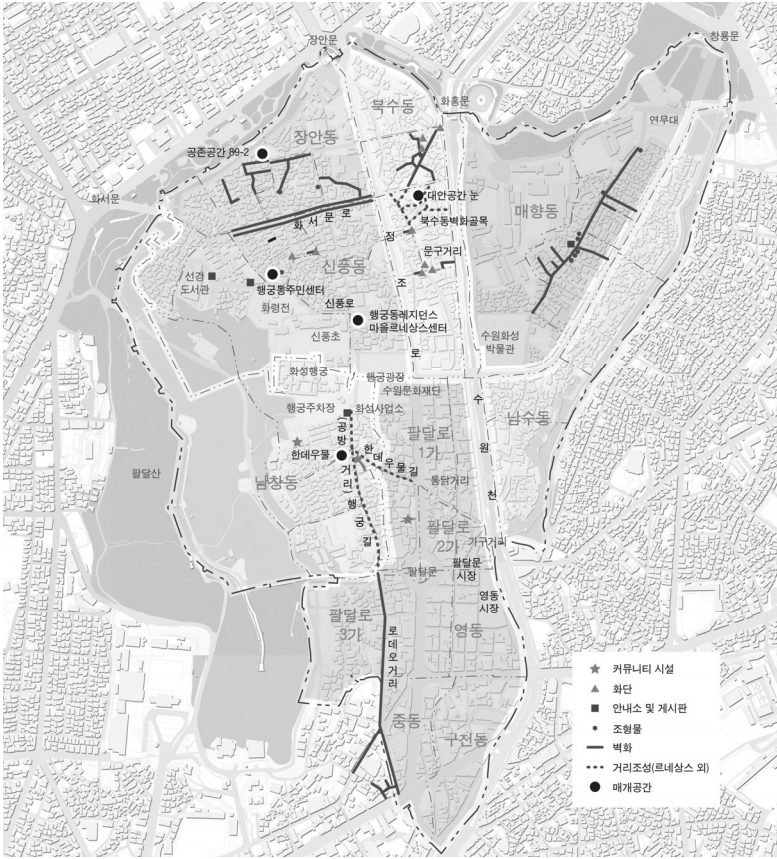 장안문
창룡문
북수동
화홍문
연무대
장안동
공존공간 89-2
화서문
대안공간 눈
매향동
북수동벽화골목
화서문로
정조로
문구거리
신풍동
선경
도서관
행궁동주민센터
화령전
신풍로
행궁동레지던스
마을르네상스센터
신풍초
수원화성
박물관
화성행궁
행궁광장
수원문화재단
행궁주차장
화성사업소
수원천
남수동
팔달로
1가
(공방거리)행궁길
한데우물길
한데우물
팔달산
남창동
통닭거리
팔달로
2가
가구거리
팔달문
시장
팔달문
영동
시장
팔달로
3가
영동
로데오거리
중동
구천동
커뮤니티 시설
화단
안내소 및 게시판
조형물
벽화
거리조성(르네상스 외)
매개공간